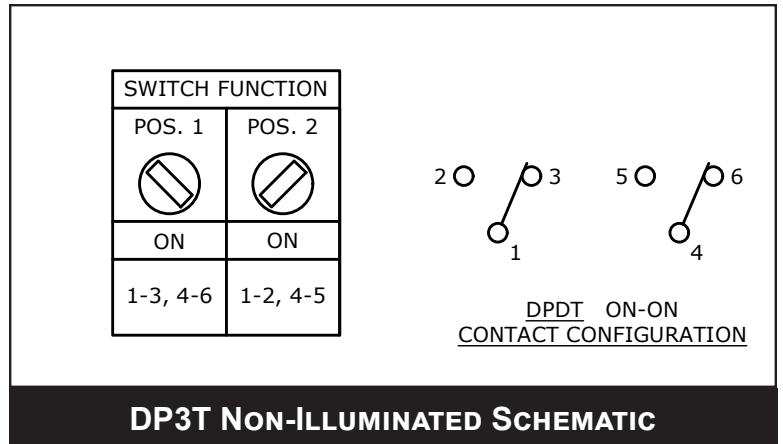 SWITCH FUNCTION
POS. 1 POS. 2
ON ON
1-3, 4-6 1-2, 4-5
2 3 5 6
1 4
DPDT ON-ON
CONTACT CONFIGURATION
DP3T Non-Illuminated Schematic